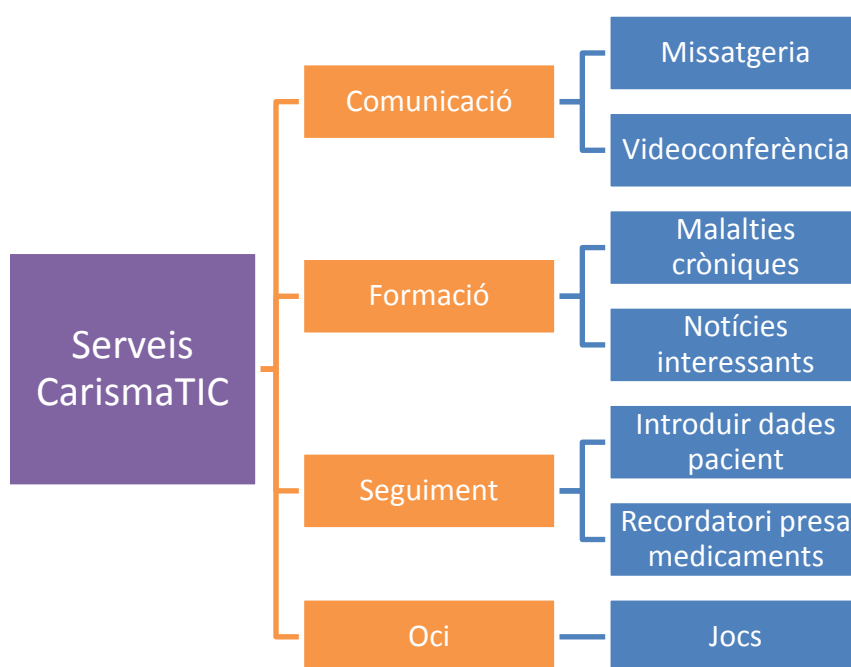 Serveis
CarismaTIC
Comunicació
Missatgeria
Videoconferència
Formació
Malalties
cròniques
Notícies
interessants
Seguiment
Introduir dades
pacient
Recordatori presa
medicaments
Oci
Jocs